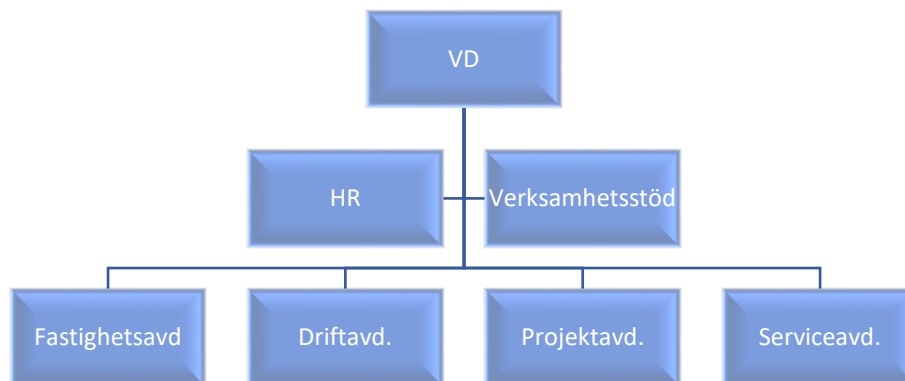 VD
HR
Verksamhetsstöd
Fastighetsavd
Driftavd.
Projektavd.
Serviceavd.